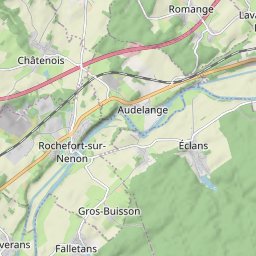 Romange
Lava
Châtenois
Audelange
Rochefort-sur-
Nenon
Éclans
Gros-Buisson
verans
Falletans